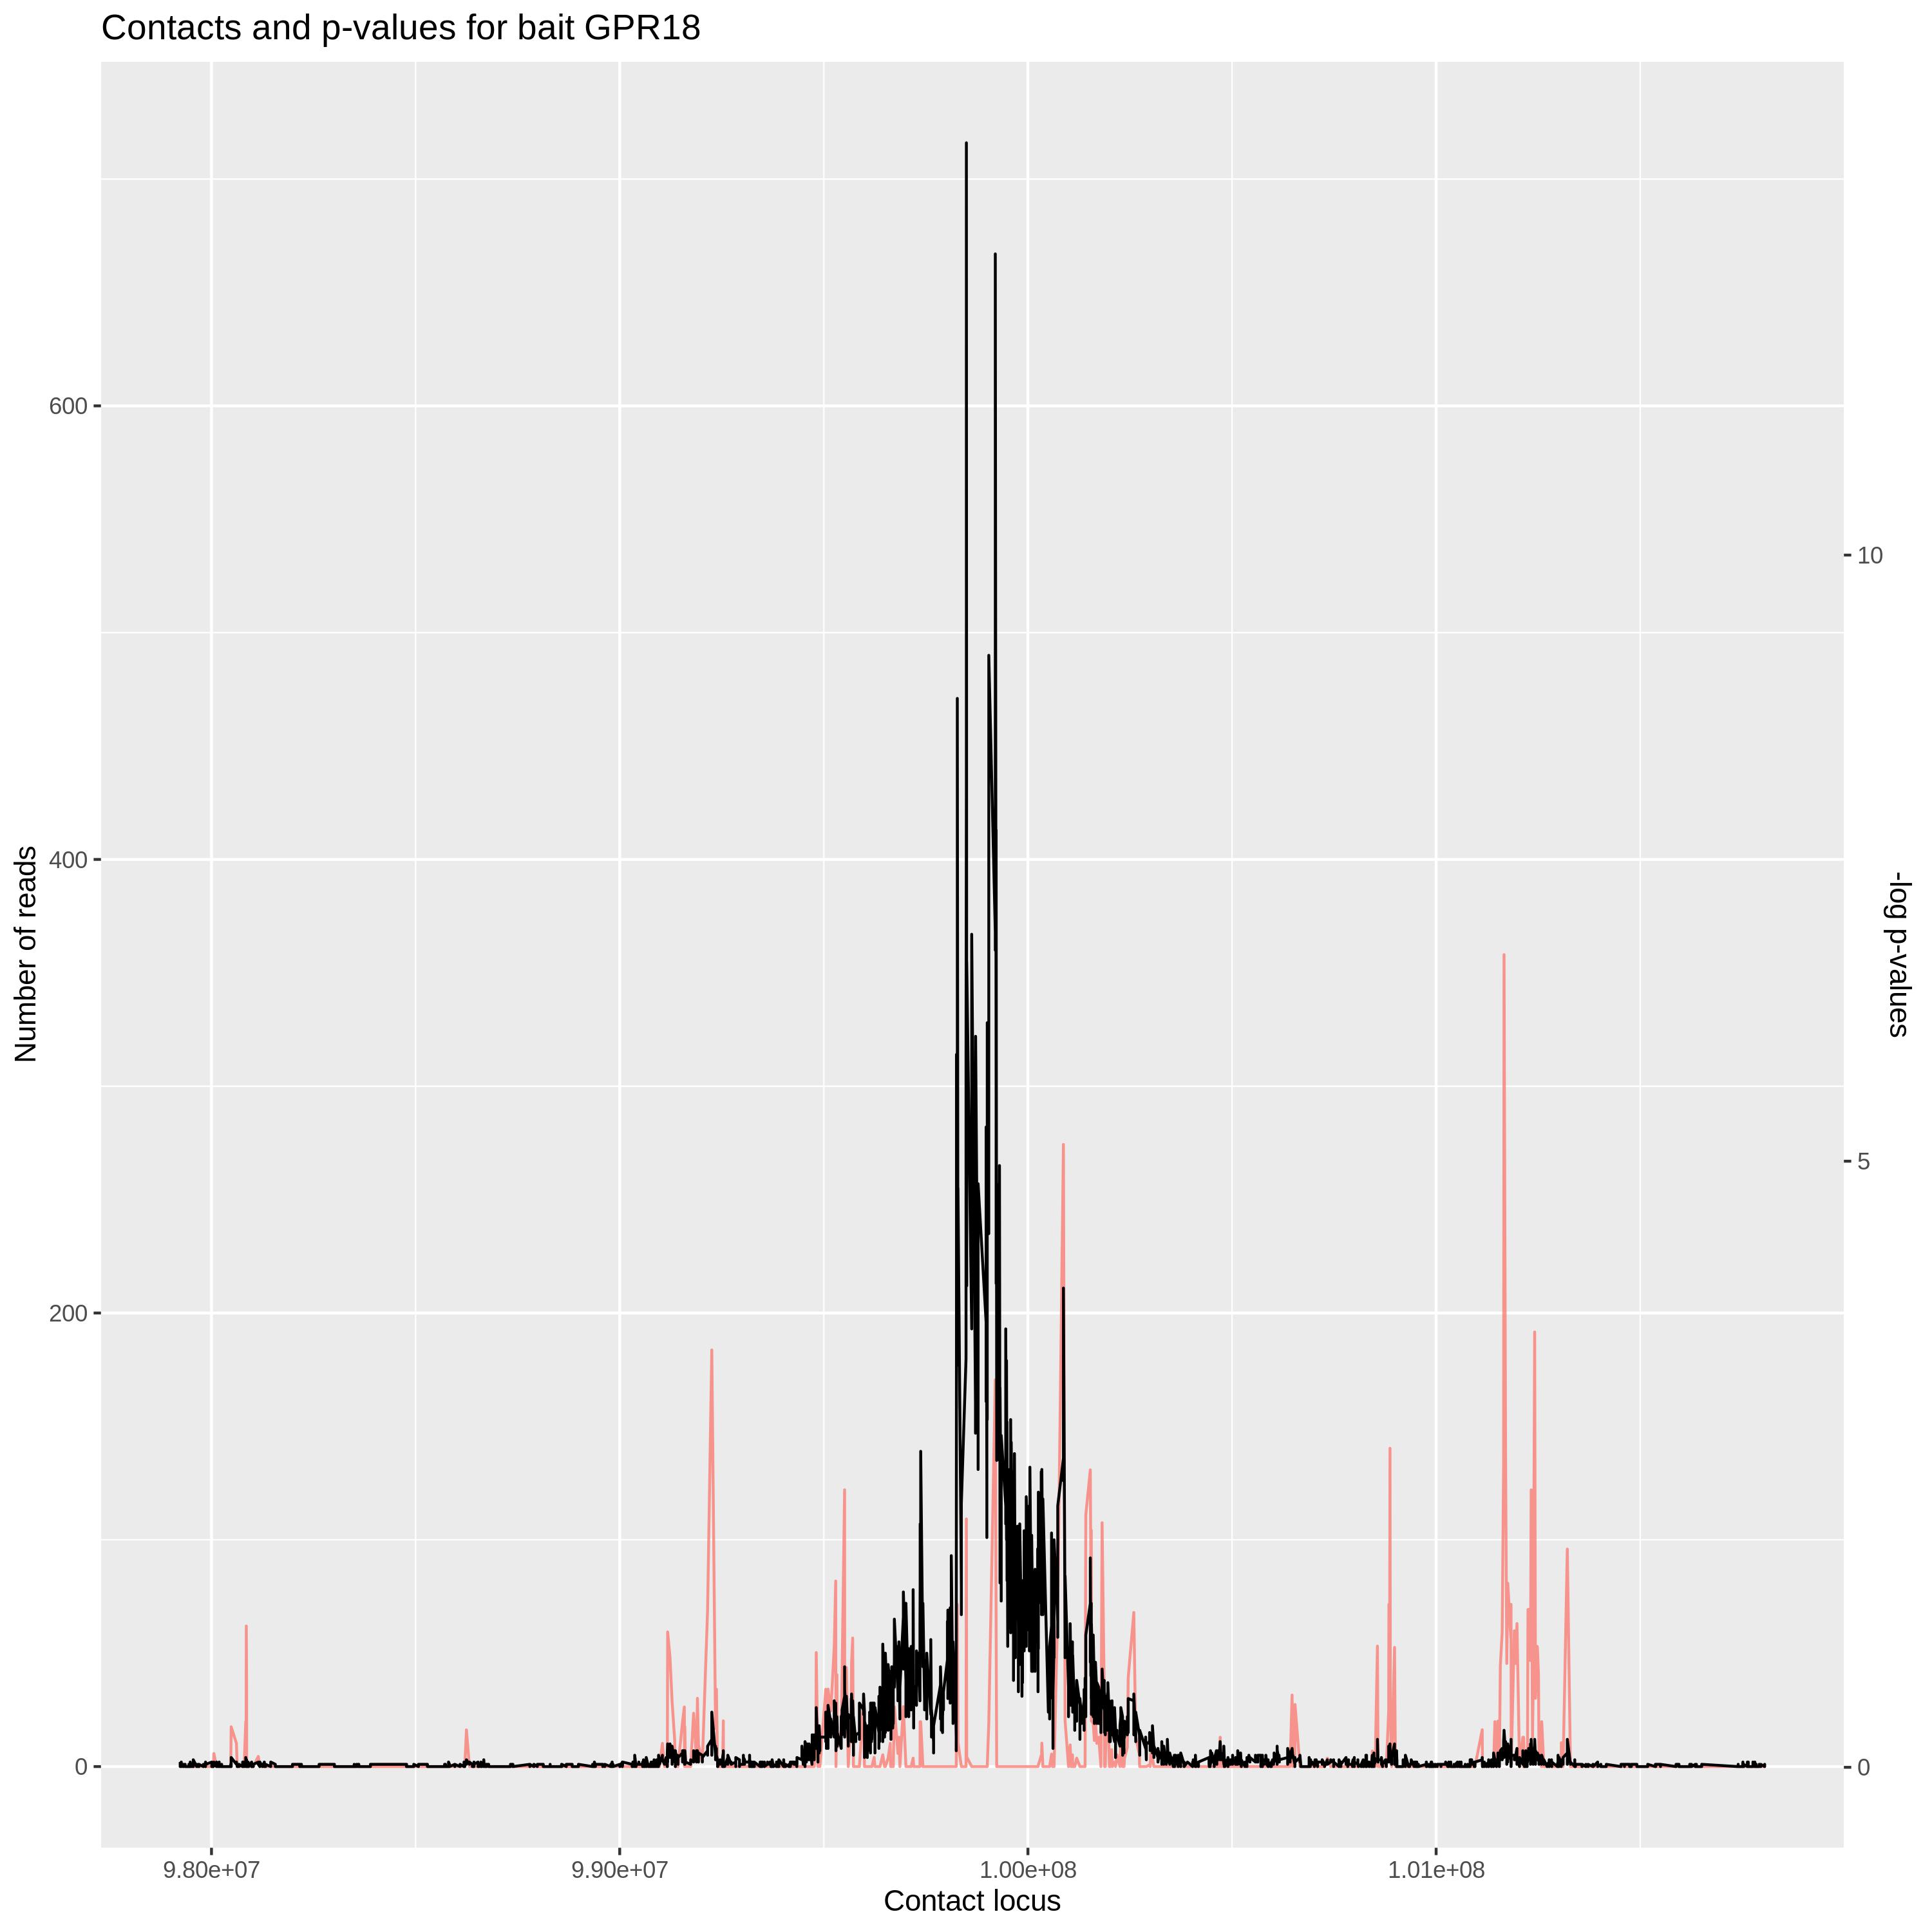 Contacts and p-values for bait GPR18
600
400
200
0
Number of reads
10
5
0
-log p-values
9.80e+07
9.90e+07
1.00e+08
1.01e+08
Contact locus